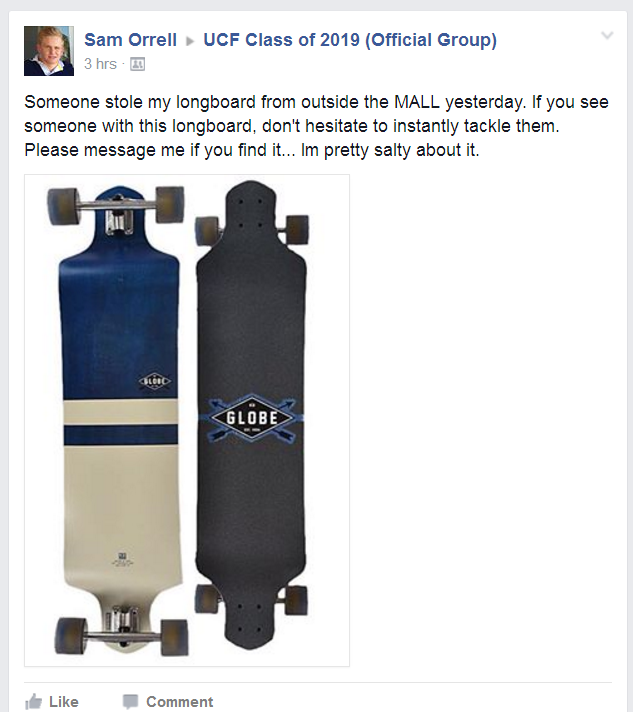 Sam Orrell ▸ UCF Class of 2019 (Official Group)
3 hrs ·
Someone stole my longboard from outside the MALL yesterday. If you see
someone with this longboard, don't hesitate to instantly tackle them.
Please message me if you find it... Im pretty salty about it.
GLOBE
GLOBE
Like Comment